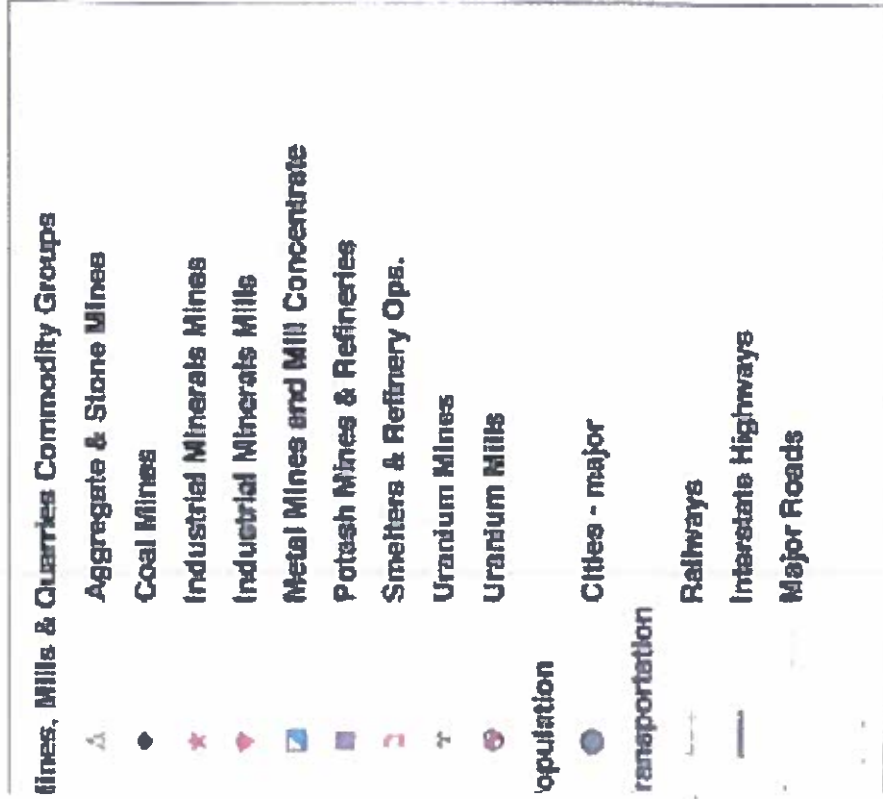 Mines, Mills & Quarries Commodity Groups
Aggregate & Stone Mines
Coal Mines
Industrial Minerals Mines
Industrial Minerals Mills
Metal Mines and Mill Concentrate
Potash Mines & Refineries
Smelters & Refinery Ops.
Uranium Mines
Uranium Mills
opulation
Cities - major
ransportation
Railways
Interstate Highways
Major Roads